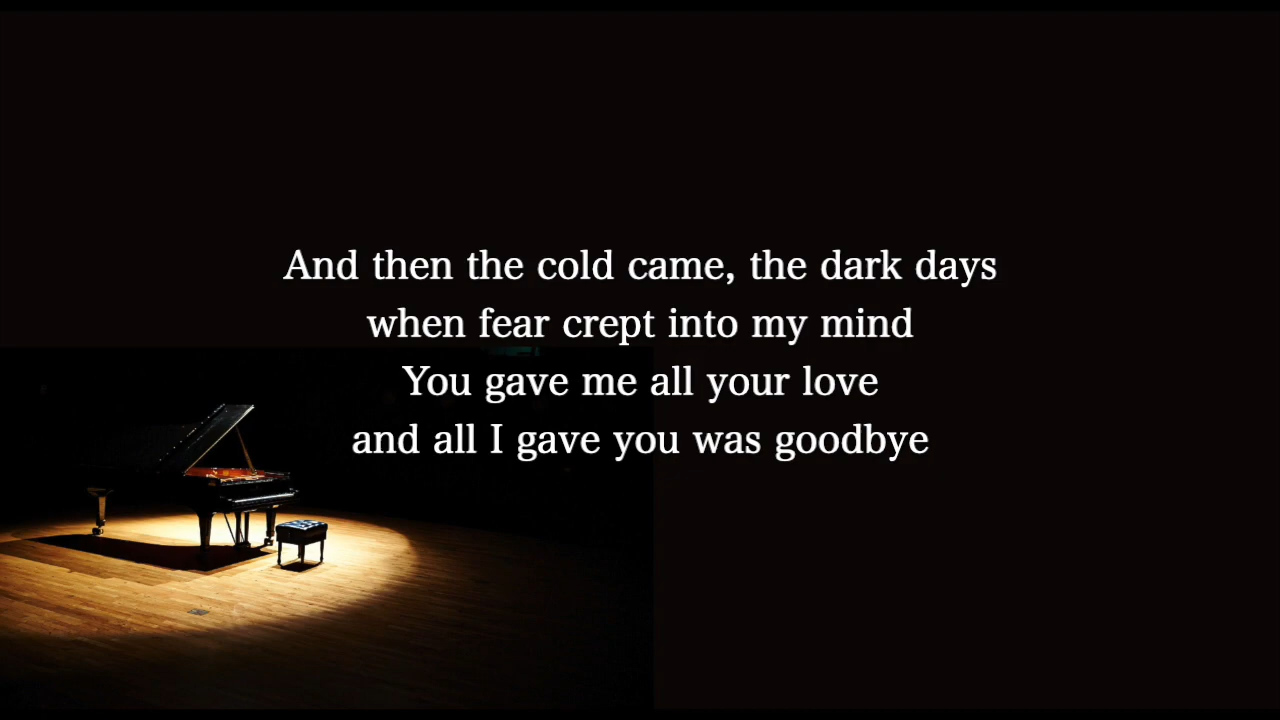 And then the cold came, the dark days
when fear crept into my mind
You gave me all your love
and all I gave you was goodbye